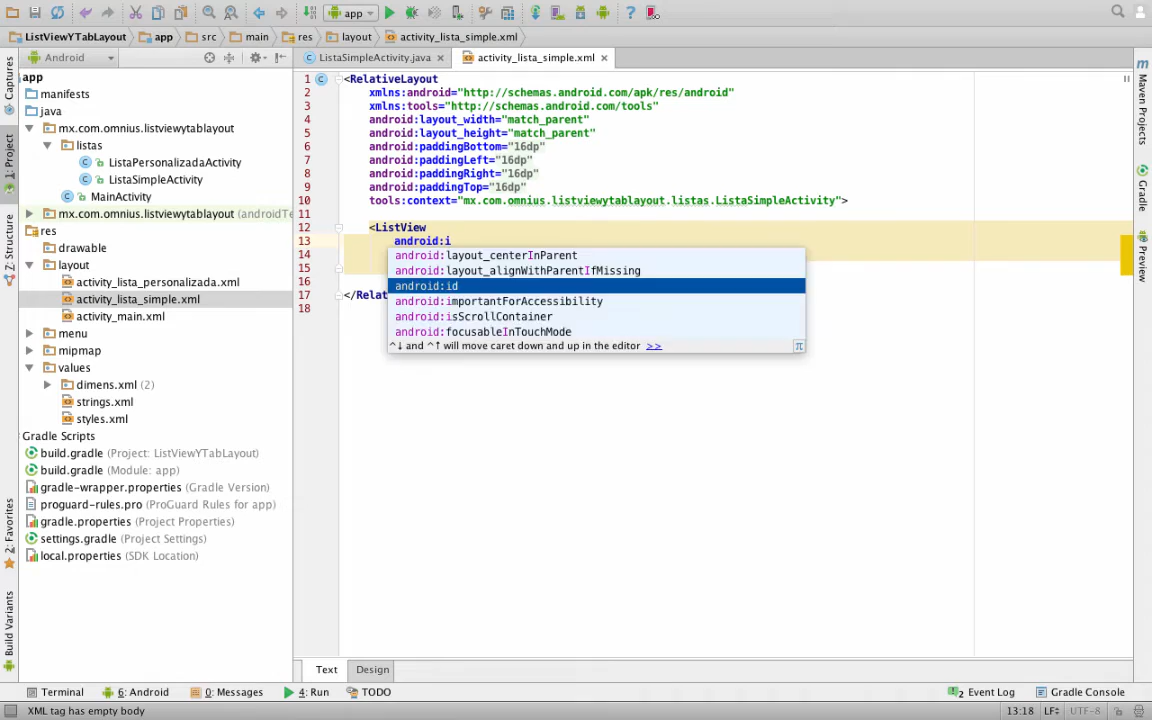 app
ListViewYTabLayout app src main res layout activity_lista_simple.xml
Android
ListaSimpleActivity.java activity_lista_simple.xml
Captures
1: Project
Z: Structure
2: Favorites
Build Variants
app
manifests
java
mx.com.omnius.listviewytablayout
listas
ListaPersonalizadaActivity
ListaSimpleActivity
MainActivity
mx.com.omnius.listviewytablayout (androidTe
res
drawable
layout
activity_lista_personalizada.xml
activity_lista_simple.xml
activity_main.xml
menu
mipmap
values
dimens.xml (2)
strings.xml
styles.xml
Gradle Scripts
build.gradle (Project: ListViewYTabLayout)
build.gradle (Module: app)
gradle-wrapper.properties (Gradle Version)
proguard-rules.pro (ProGuard Rules for app)
gradle.properties (Project Properties)
settings.gradle (Project Settings)
local.properties (SDK Location)
1 <RelativeLayout
2 xmlns:android="http://schemas.android.com/apk/res/android"
3 xmlns:tools="http://schemas.android.com/tools"
4 android:layout_width="match_parent"
5 android:layout_height="match_parent"
6 android:paddingBottom="16dp"
7 android:paddingLeft="16dp"
8 android:paddingRight="16dp"
9 android:paddingTop="16dp"
10 tools:context="mx.com.omnius.listviewytablayout.listas.ListaSimpleActivity">
11
12 <ListView
13 android:i
14
15
16
17 </Relat
18
android:layout_centerInParent
android:layout_alignWithParentIfMissing
android:id
android:importantForAccessibility
android:isScrollContainer
android:focusableInTouchMode
^↓ and ^↑ will move caret down and up in the editor >> π
Maven Projects
Gradle
Preview
Text Design
Terminal 6: Android 0: Messages 4: Run TODO 2 Event Log Gradle Console
XML tag has empty body 13:18 LF÷ UTF-8÷